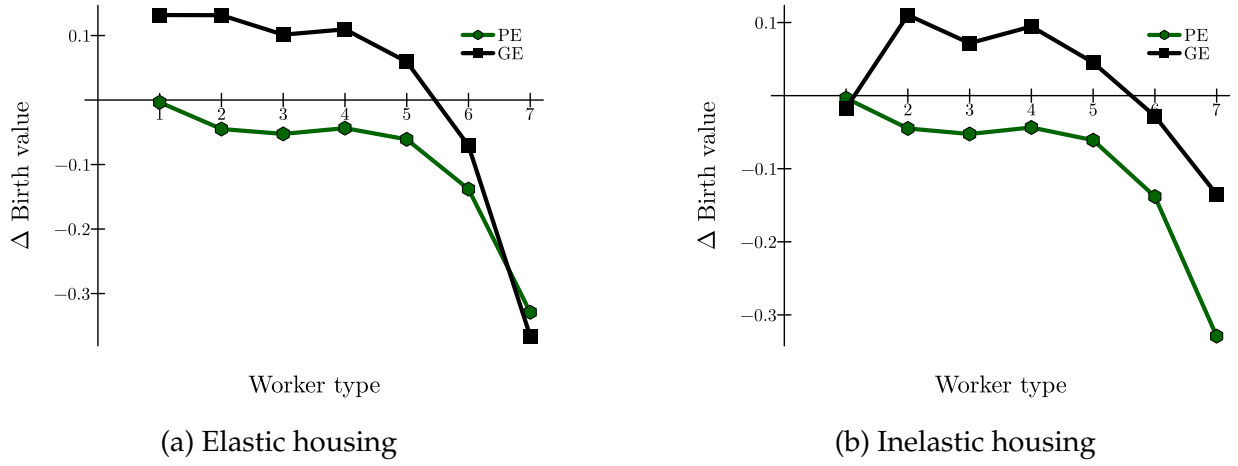 0.1
−0.1
−0.2
−0.3
1 2 3 4 5 6 7
PE
GE
Δ Birth value
Worker type
(a) Elastic housing
0.1
−0.1
−0.2
−0.3
2 3 4 5 6 7
PE
GE
Δ Birth value
Worker type
(b) Inelastic housing